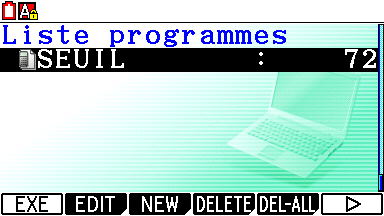 A
Liste programmes
SEUIL : 72
EXE EDIT NEW DELETE DEL-ALL ▷